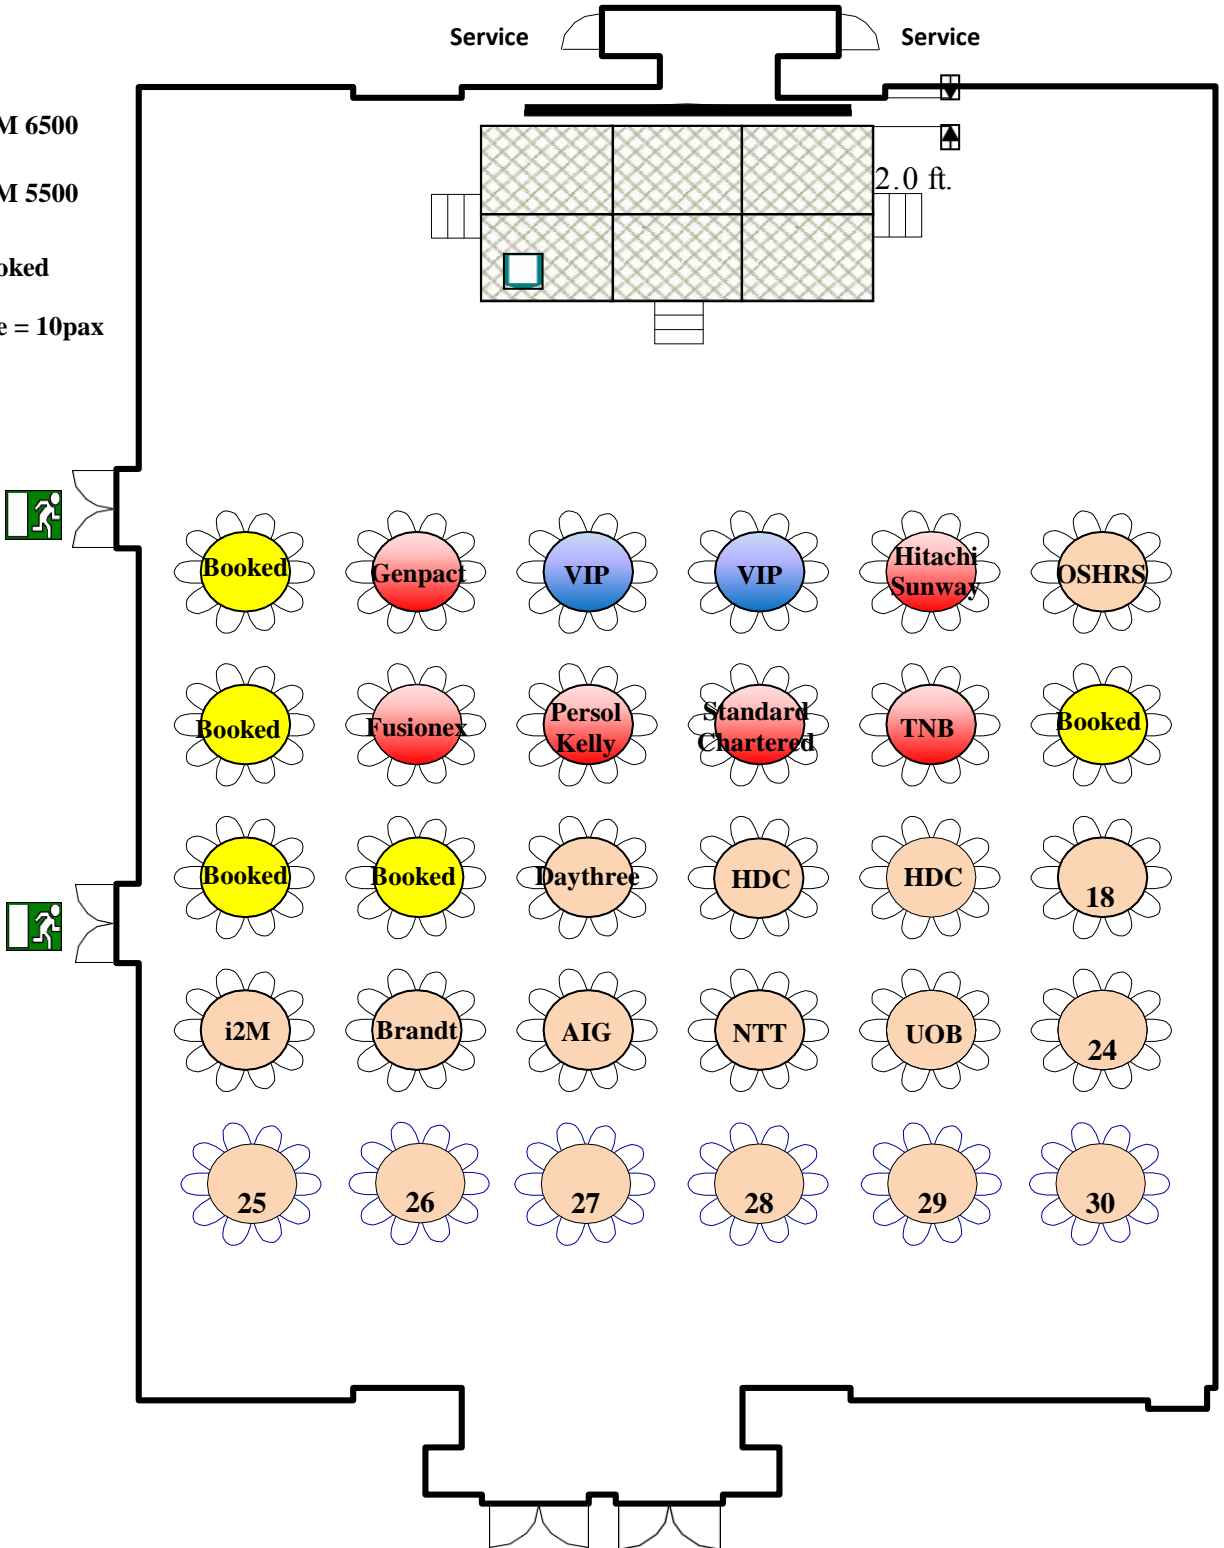 Service
Service
M 6500
M 5500
2.0 ft.
oked
e = 10pax
Booked
Genpact
VIP
VIP
Hitachi
Sunway
OSHRS
Booked
Fusionex
Persol
Kelly
Standard
Chartered
TNB
Booked
Booked
Booked
Daythree
HDC
HDC
18
i2M
Brandt
AIG
NTT
UOB
24
25
26
27
28
29
30